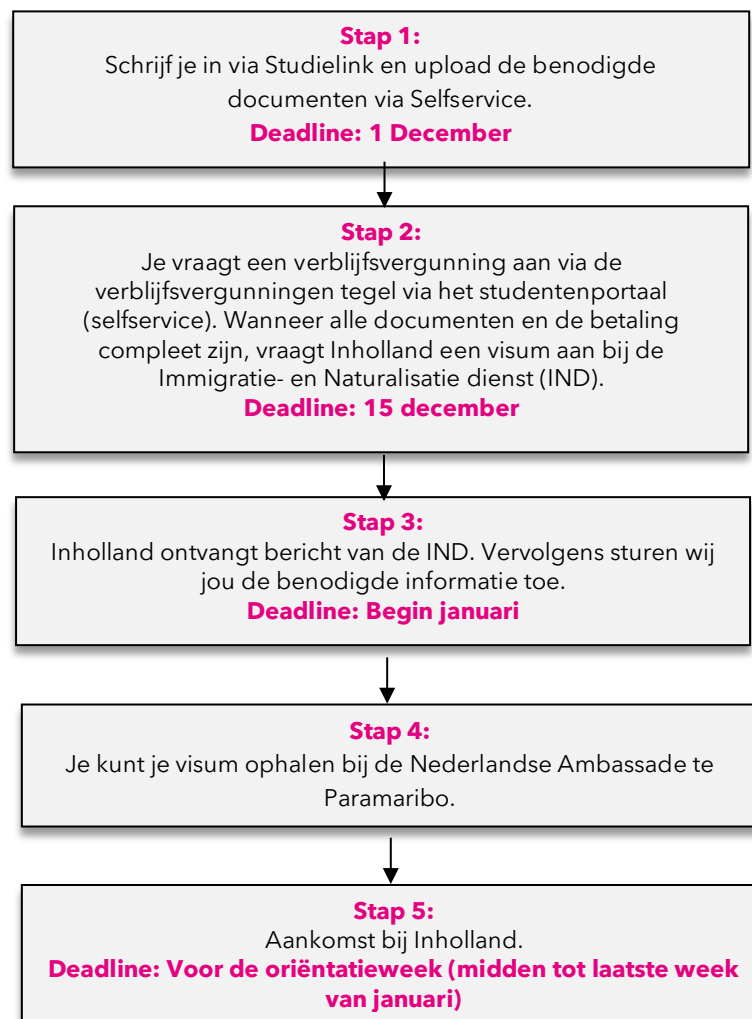 Stap 1:
Schrijf je in via Studielink en upload de benodigde
documenten via Selfservice.
Deadline: 1 December
Stap 2:
Je vraagt een verblijfsvergunning aan via de
verblijfsvergunningen tegel via het studentenportaal
(selfservice). Wanneer alle documenten en de betaling
compleet zijn, vraagt Inholland een visum aan bij de
Immigratie- en Naturalisatie dienst (IND).
Deadline: 15 december
Stap 3:
Inholland ontvangt bericht van de IND. Vervolgens sturen wij
jou de benodigde informatie toe.
Deadline: Begin januari
Stap 4:
Je kunt je visum ophalen bij de Nederlandse Ambassade te
Paramaribo.
Stap 5:
Aankomst bij Inholland.
Deadline: Voor de oriëntatieweek (midden tot laatste week
van januari)